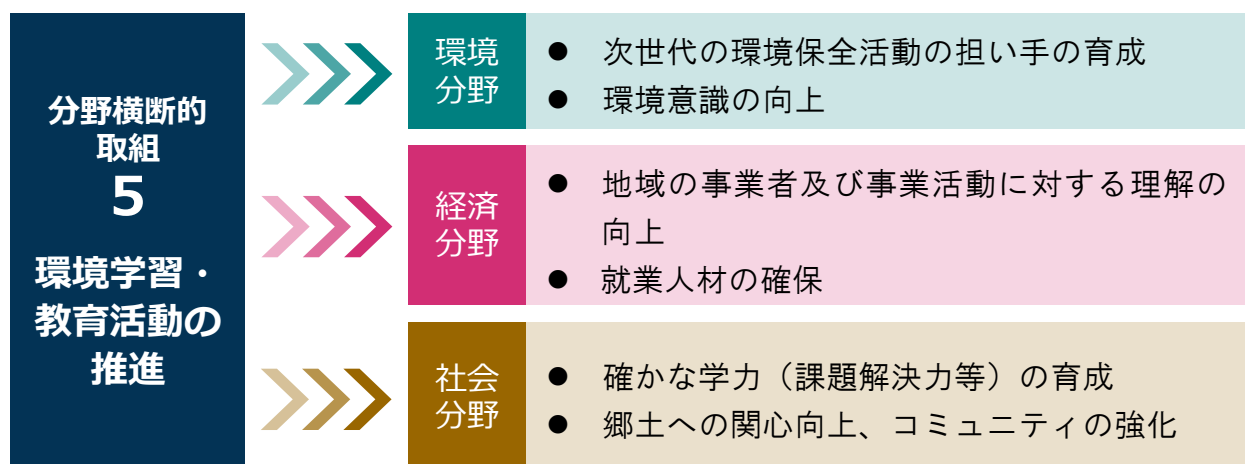 分野横断的
取組
5
環境学習・
教育活動の
推進
環境
分野
● 次世代の環境保全活動の担い手の育成
● 環境意識の向上
経済
分野
● 地域の事業者及び事業活動に対する理解の
向上
● 就業人材の確保
社会
分野
● 確かな学力（課題解決力等）の育成
● 郷土への関心向上、コミュニティの強化